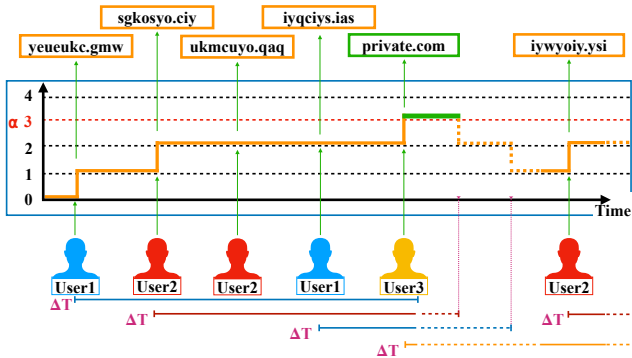 sgkosyo.ciy
iyqciys.ias
yeueukc.gmw
ukmcuyo.qaq
private.com
iywyoiy.ysi
4
α 3
2
1
0
Time
User1
User2
User2
User1
User3
User2
ΔT
ΔT
ΔT
ΔT
ΔT